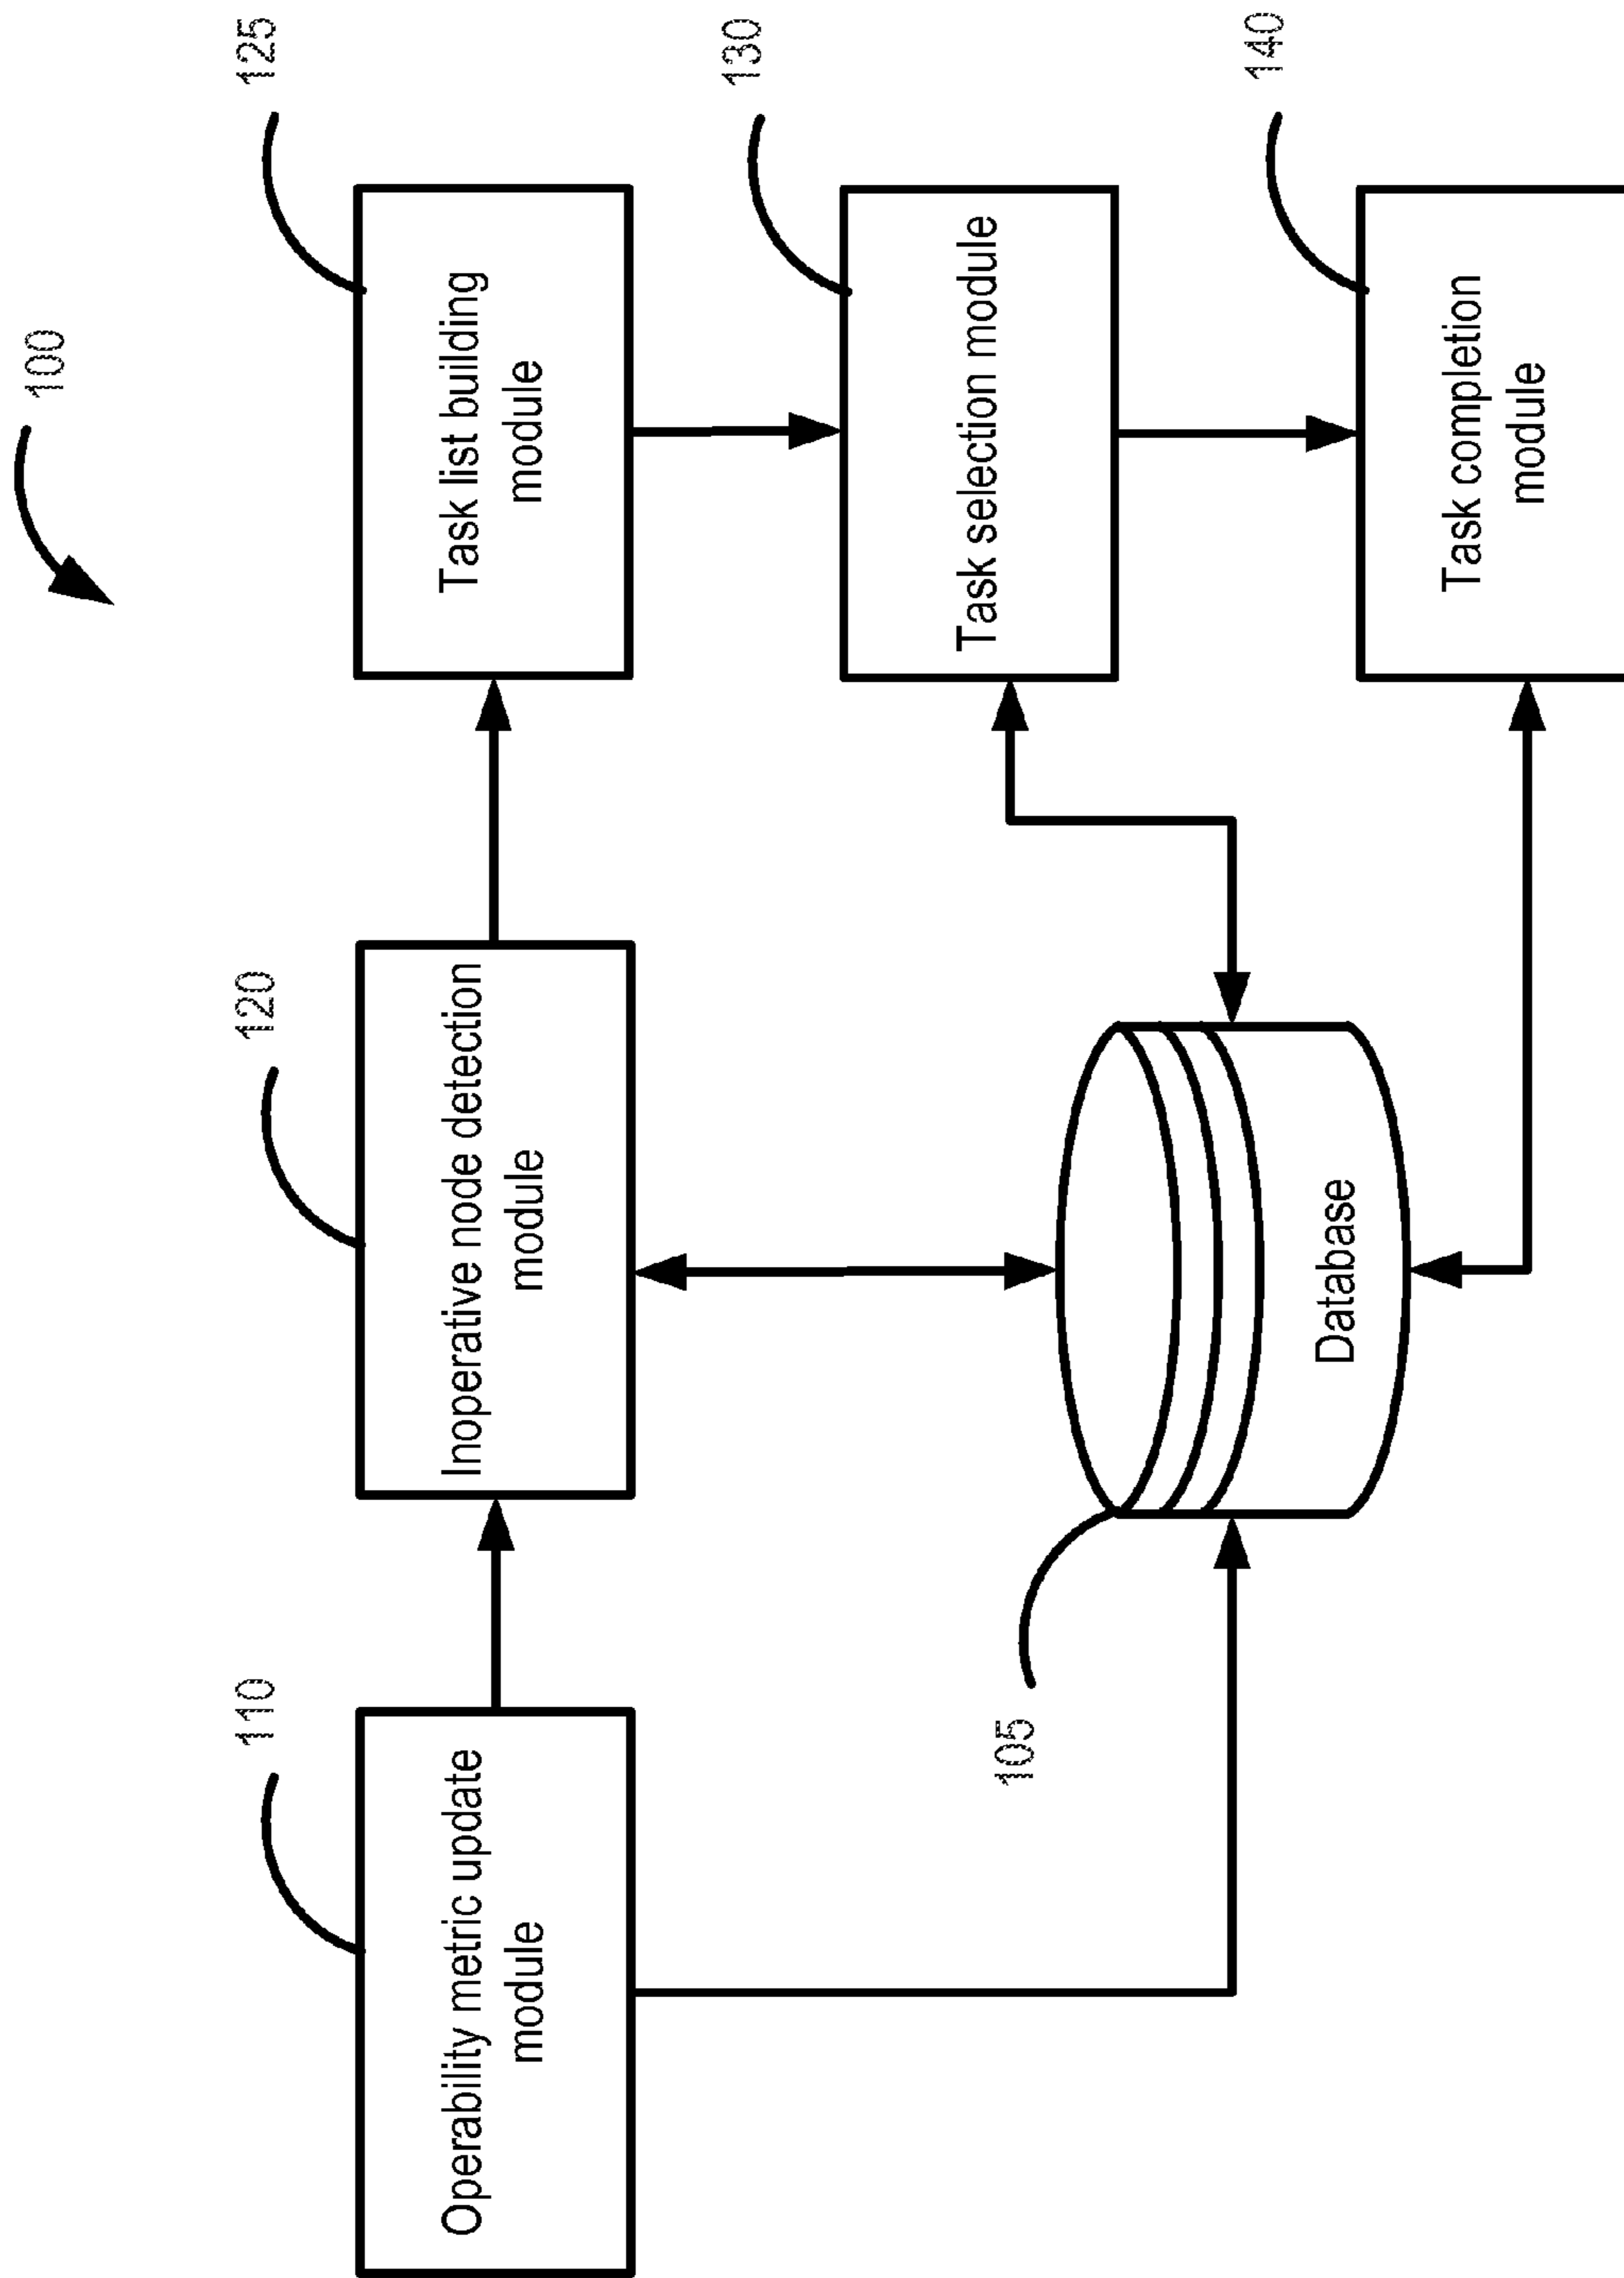 100
110
Operability metric update
module
120
Inoperative node detection
module
125
Task list building
module
130
Task selection module
105
Database
140
Task completion
module